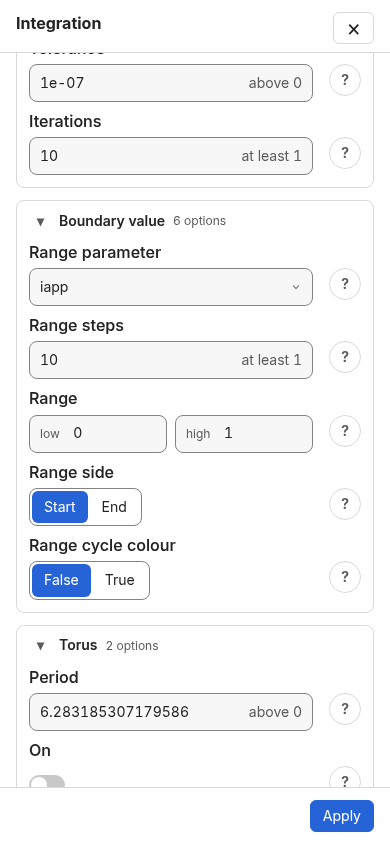 Integration
Tolerance
1e-07 above 0 ?
Iterations
10 at least 1 ?
Boundary value 6 options
Range parameter
iapp ?
Range steps
10 at least 1 ?
Range
low 0 high 1 ?
Range side
Start End ?
Range cycle colour
False True ?
Torus 2 options
Period
6.283185307179586 above 0 ?
On
?
Apply